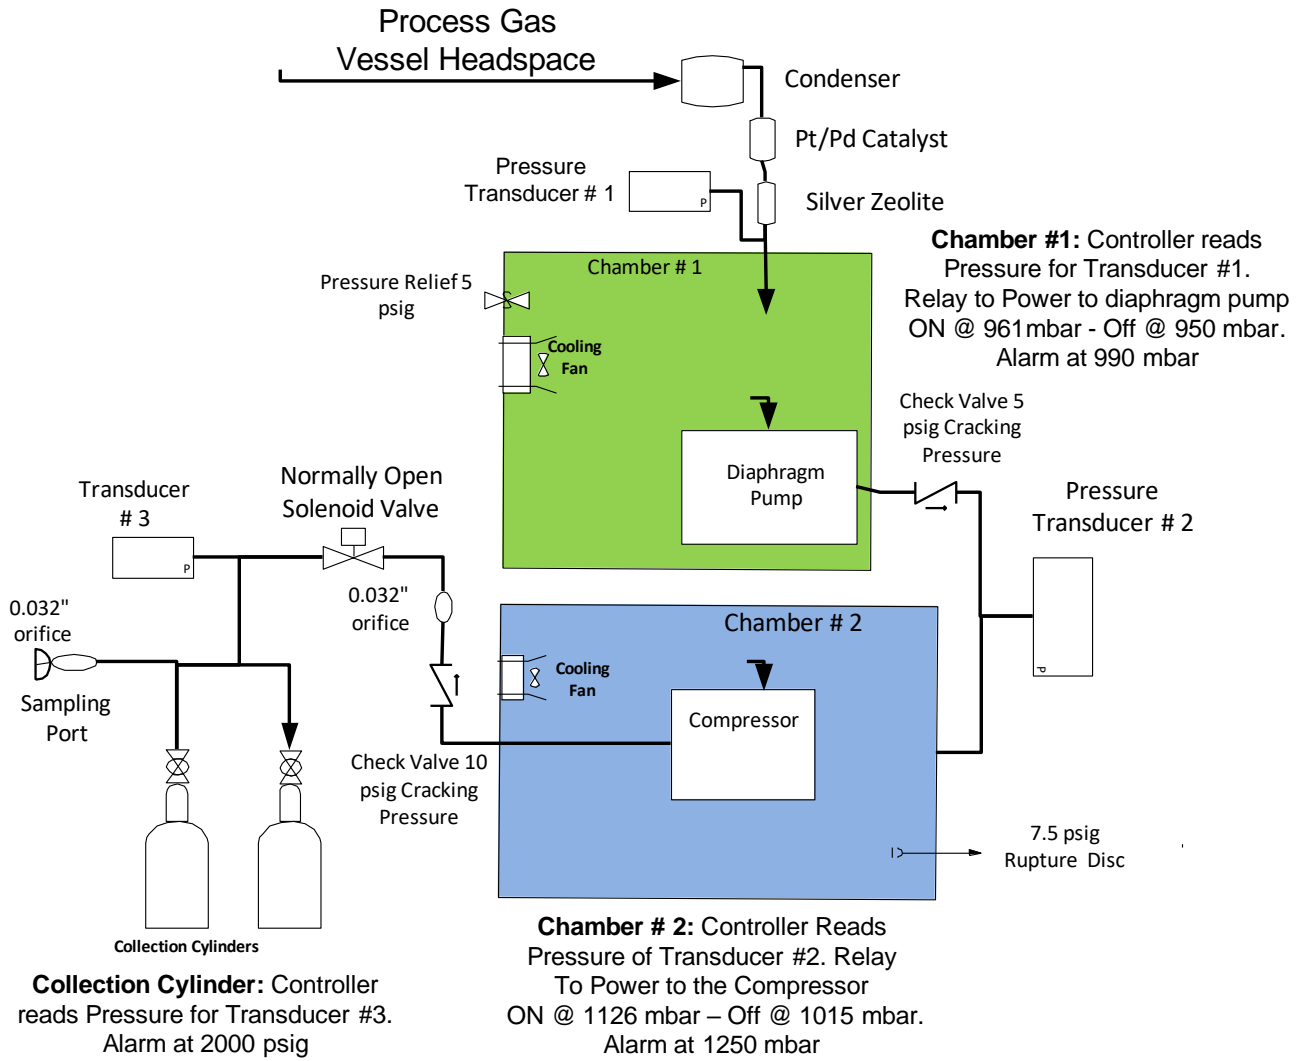 Process Gas
Vessel Headspace
Condenser
Pt/Pd Catalyst
Pressure
Transducer # 1
P
Silver Zeolite
Chamber #1: Controller reads
Pressure for Transducer #1.
Relay to Power to diaphragm pump
ON @ 961mbar - Off @ 950 mbar.
Alarm at 990 mbar
Chamber # 1
Pressure Relief 5
psig
Cooling
Fan
Check Valve 5
psig Cracking
Pressure
Diaphragm
Pump
Pressure
Transducer # 2
P
Normally Open
Solenoid Valve
Transducer
# 3
P
0.032"
orifice
0.032"
orifice
Sampling
Port
Chamber # 2
Cooling
Fan
Compressor
Check Valve 10
psig Cracking
Pressure
7.5 psig
Rupture Disc
Collection Cylinders
Collection Cylinder: Controller
reads Pressure for Transducer #3.
Alarm at 2000 psig
Chamber # 2: Controller Reads
Pressure of Transducer #2. Relay
To Power to the Compressor
ON @ 1126 mbar – Off @ 1015 mbar.
Alarm at 1250 mbar